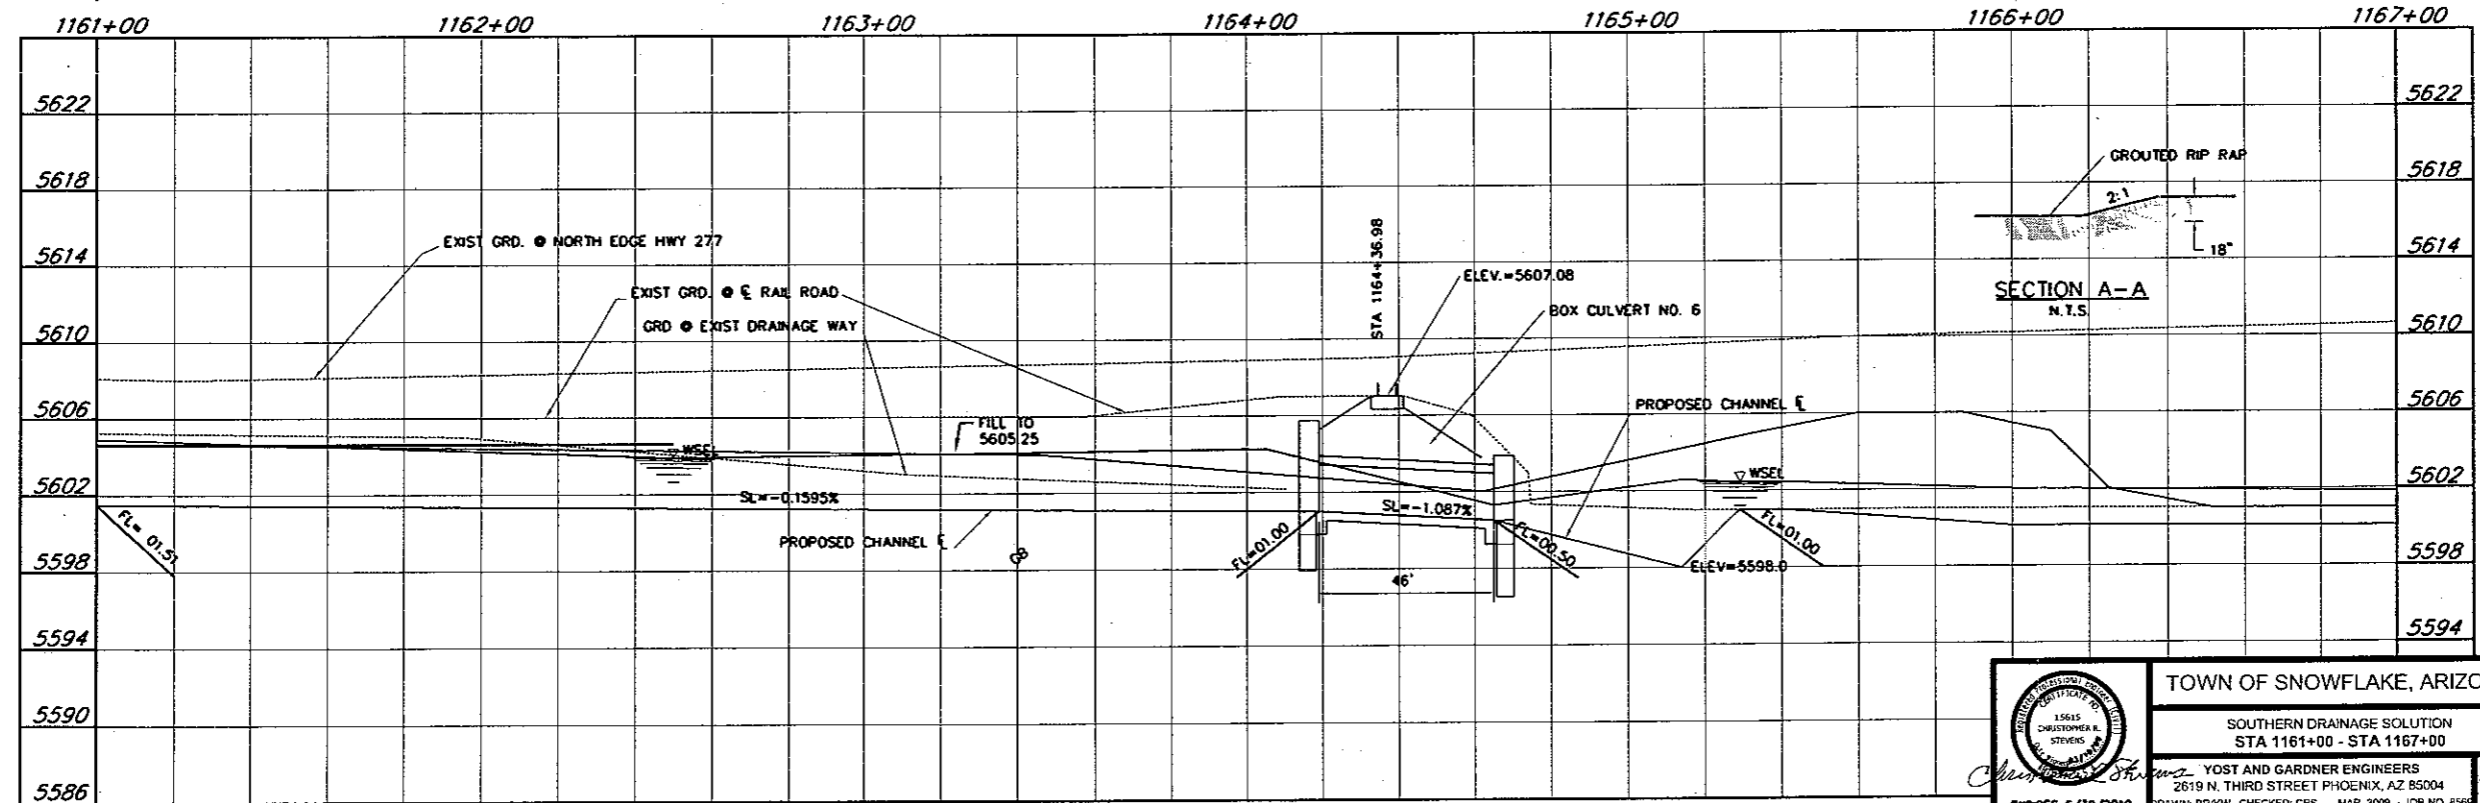 1161+00 1162+00 1163+00 1164+00 1165+00 1166+00 1167+00
5622 5622
GROUTED RIP RAP
5618 5618
2:1
EXIST GRD. @ NORTH EDGE HWY 277
STA 1164+36.98
5614 5614
18"
ELEV.=5607.08
EXIST GRD. @ ℄ RAIL ROAD
SECTION A-A
N.T.S.
GRD @ EXIST DRAINAGE WAY
BOX CULVERT NO. 6
5610 5610
5606 5606
PROPOSED CHANNEL ℄
FILL TO
5605.25
WSEL
WSEL
5602 5602
SL=-0.1595%
SL=-1.087%
FL= 01.51
PROPOSED CHANNEL ℄
GB
FL=01.00
FL=00.50
FL=01.00
5598 5598
ELEV=5598.0
46'
5594 5594
5590
5586
TOWN OF SNOWFLAKE, ARIZO
SOUTHERN DRAINAGE SOLUTION
STA 1161+00 - STA 1167+00
YOST AND GARDNER ENGINEERS
2619 N. THIRD STREET PHOENIX, AZ 85004
CERTIFICATE NO.
15615
CHRISTOPHER R.
STEVENS